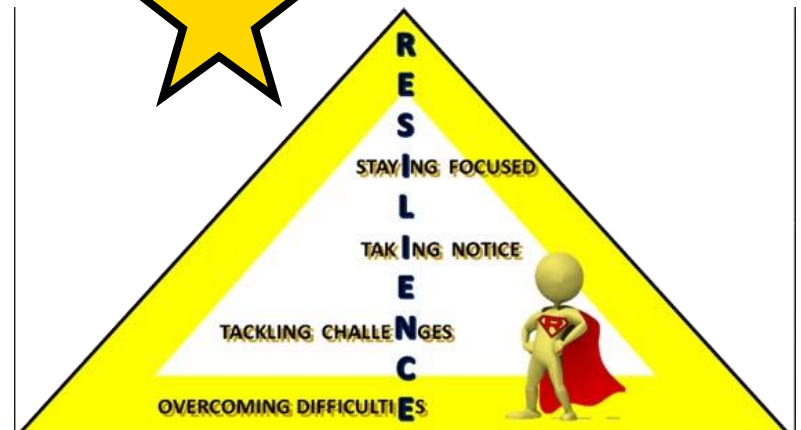 R
E
S
STAYING FOCUSED
L
TAKING NOTICE
E
TACKLING CHALLENGES
C
OVERCOMING DIFFICULTIES
R